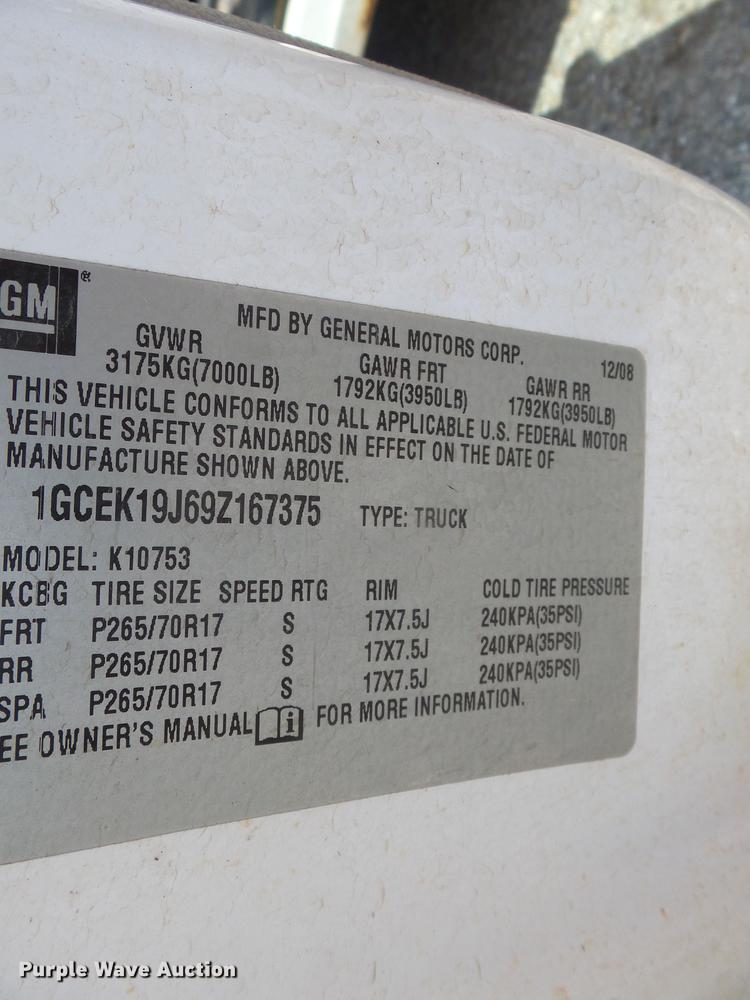 GM®
MFD BY GENERAL MOTORS CORP. 12/08
GVWR GAWR FRT GAWR RR
3175KG(7000LB) 1792KG(3950LB) 1792KG(3950LB)
THIS VEHICLE CONFORMS TO ALL APPLICABLE U.S. FEDERAL MOTOR
VEHICLE SAFETY STANDARDS IN EFFECT ON THE DATE OF
MANUFACTURE SHOWN ABOVE.
1GCEK19J69Z167375 TYPE: TRUCK
MODEL: K10753
KCBG TIRE SIZE SPEED RTG RIM COLD TIRE PRESSURE
FRT P265/70R17 S 17X7.5J 240KPA(35PSI)
RR P265/70R17 S 17X7.5J 240KPA(35PSI)
SPA P265/70R17 S 17X7.5J 240KPA(35PSI)
EE OWNER'S MANUAL i FOR MORE INFORMATION.
Purple Wave Auction